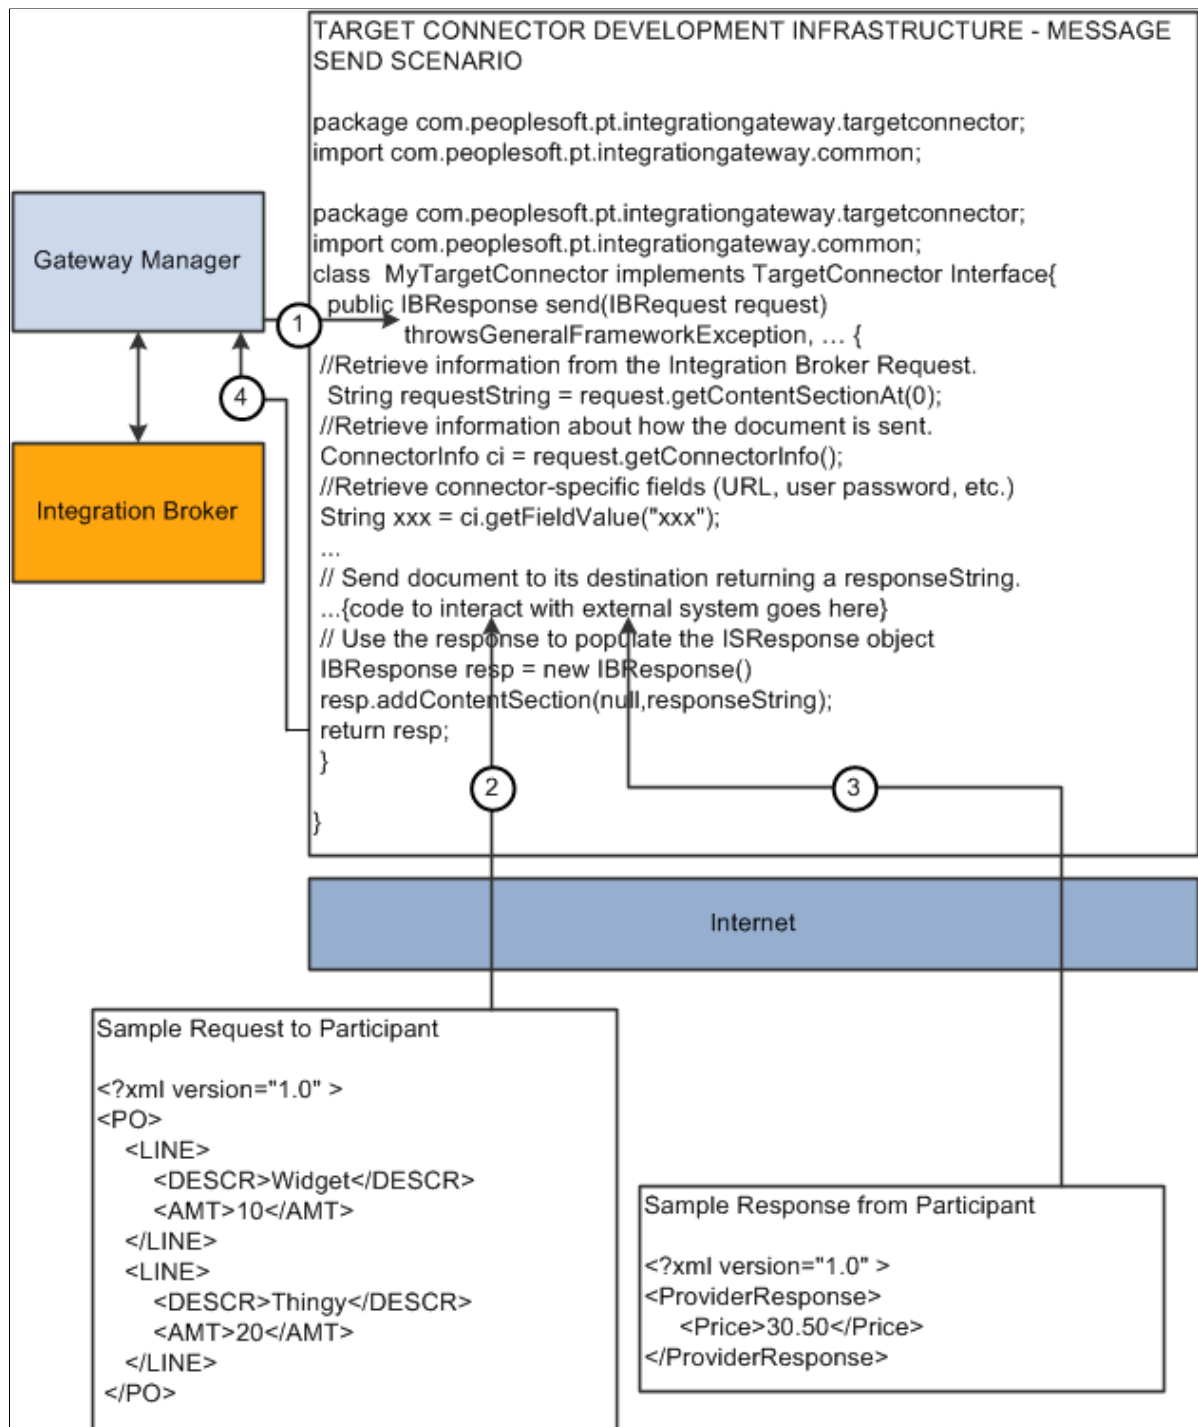 TARGET CONNECTOR DEVELOPMENT INFRASTRUCTURE - MESSAGE
SEND SCENARIO
package com.peoplesoft.pt.integrationgateway.targetconnector;
import com.peoplesoft.pt.integrationgateway.common;
package com.peoplesoft.pt.integrationgateway.targetconnector;
import com.peoplesoft.pt.integrationgateway.common;
class MyTargetConnector implements TargetConnector Interface{
public IBResponse send(IBRequest request)
throwsGeneralFrameworkException, ... {
//Retrieve information from the Integration Broker Request.
String requestString = request.getContentSectionAt(0);
//Retrieve information about how the document is sent.
ConnectorInfo ci = request.getConnectorInfo();
//Retrieve connector-specific fields (URL, user password, etc.)
String xxx = ci.getFieldValue("xxx");
...
// Send document to its destination returning a responseString.
...{code to interact with external system goes here}
// Use the response to populate the ISResponse object
IBResponse resp = new IBResponse()
resp.addContentSection(null,responseString);
return resp;
}
}
Gateway Manager
1
4
Integration Broker
2
3
Internet
Sample Request to Participant
<?xml version="1.0" >
<PO>
<LINE>
<DESCR>Widget</DESCR>
<AMT>10</AMT>
</LINE>
<LINE>
<DESCR>Thingy</DESCR>
<AMT>20</AMT>
</LINE>
</PO>
Sample Response from Participant
<?xml version="1.0" >
<ProviderResponse>
<Price>30.50</Price>
</ProviderResponse>